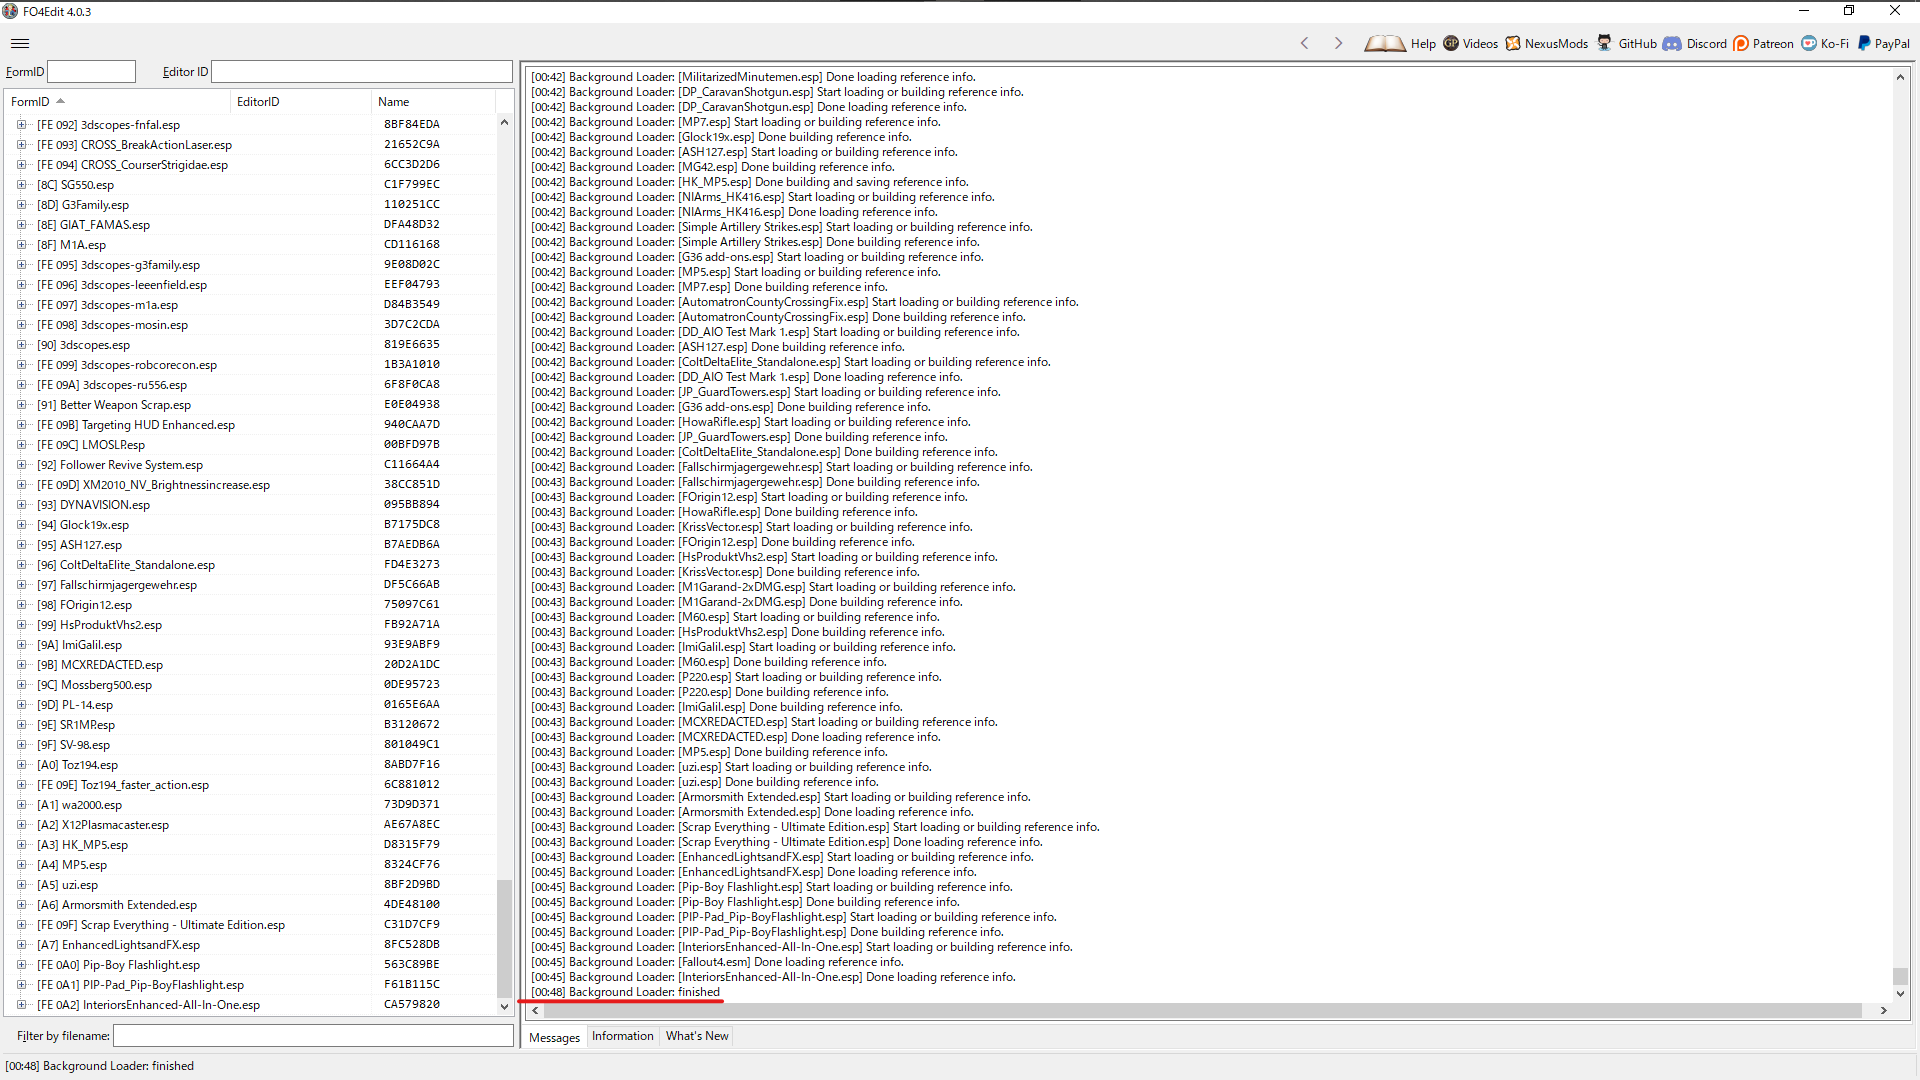 FO4Edit 4.0.3
Help Videos NexusMods GitHub Discord Patreon Ko-Fi PayPal
FormID Editor ID
FormID EditorID Name
[FE 092] 3dscopes-fnfal.esp 8BF84EDA
[FE 093] CROSS_BreakActionLaser.esp 21652C9A
[FE 094] CROSS_CourserStrigidae.esp 6CC3D2D6
[8C] SG550.esp C1F799EC
[8D] G3Family.esp 110251CC
[8E] GIAT_FAMAS.esp DFA48D32
[8F] M1A.esp CD116168
[FE 095] 3dscopes-g3family.esp 9E08D02C
[FE 096] 3dscopes-leeenfield.esp EEF04793
[FE 097] 3dscopes-m1a.esp D84B3549
[FE 098] 3dscopes-mosin.esp 3D7C2CDA
[90] 3dscopes.esp 819E6635
[FE 099] 3dscopes-robcorecon.esp 1B3A1010
[FE 09A] 3dscopes-ru556.esp 6F8F0CA8
[91] Better Weapon Scrap.esp E0E04938
[FE 09B] Targeting HUD Enhanced.esp 940CAA7D
[FE 09C] LMOSLP.esp 00BFD97B
[92] Follower Revive System.esp C11664A4
[FE 09D] XM2010_NV_Brightnessincrease.esp 38CC851D
[93] DYNAVISION.esp 095BB894
[94] Glock19x.esp B7175DC8
[95] ASH127.esp B7AEDB6A
[96] ColtDeltaElite_Standalone.esp FD4E3273
[97] Fallschirmjagergewehr.esp DF5C66AB
[98] FOrigin12.esp 75097C61
[99] HsProduktVhs2.esp FB92A71A
[9A] ImiGalil.esp 93E9ABF9
[9B] MCXREDACTED.esp 20D2A1DC
[9C] Mossberg500.esp 0DE95723
[9D] PL-14.esp 0165E6AA
[9E] SR1MP.esp B3120672
[9F] SV-98.esp 801049C1
[A0] Toz194.esp 8ABD7F16
[FE 09E] Toz194_faster_action.esp 6C881012
[A1] wa2000.esp 73D9D371
[A2] X12Plasmacaster.esp AE67A8EC
[A3] HK_MP5.esp D8315F79
[A4] MP5.esp 8324CF76
[A5] uzi.esp 8BF2D9BD
[A6] Armorsmith Extended.esp 4DE48100
[FE 09F] Scrap Everything - Ultimate Edition.esp C31D7CF9
[A7] EnhancedLightsandFX.esp 8FC528DB
[FE 0A0] Pip-Boy Flashlight.esp 563C89BE
[FE 0A1] PIP-Pad_Pip-BoyFlashlight.esp F61B115C
[FE 0A2] InteriorsEnhanced-All-In-One.esp CA579820
Filter by filename:
[00:42] Background Loader: [MilitarizedMinutemen.esp] Done loading reference info.
[00:42] Background Loader: [DP_CaravanShotgun.esp] Start loading or building reference info.
[00:42] Background Loader: [DP_CaravanShotgun.esp] Done loading reference info.
[00:42] Background Loader: [MP7.esp] Start loading or building reference info.
[00:42] Background Loader: [Glock19x.esp] Done building reference info.
[00:42] Background Loader: [ASH127.esp] Start loading or building reference info.
[00:42] Background Loader: [MG42.esp] Done building reference info.
[00:42] Background Loader: [HK_MP5.esp] Done building and saving reference info.
[00:42] Background Loader: [NIArms_HK416.esp] Start loading or building reference info.
[00:42] Background Loader: [NIArms_HK416.esp] Done loading reference info.
[00:42] Background Loader: [Simple Artillery Strikes.esp] Start loading or building reference info.
[00:42] Background Loader: [Simple Artillery Strikes.esp] Done building reference info.
[00:42] Background Loader: [G36 add-ons.esp] Start loading or building reference info.
[00:42] Background Loader: [MP5.esp] Start loading or building reference info.
[00:42] Background Loader: [MP7.esp] Done building reference info.
[00:42] Background Loader: [AutomatronCountyCrossingFix.esp] Start loading or building reference info.
[00:42] Background Loader: [AutomatronCountyCrossingFix.esp] Done building reference info.
[00:42] Background Loader: [DD_AIO Test Mark 1.esp] Start loading or building reference info.
[00:42] Background Loader: [ASH127.esp] Done building reference info.
[00:42] Background Loader: [ColtDeltaElite_Standalone.esp] Start loading or building reference info.
[00:42] Background Loader: [DD_AIO Test Mark 1.esp] Done loading reference info.
[00:42] Background Loader: [JP_GuardTowers.esp] Start loading or building reference info.
[00:42] Background Loader: [G36 add-ons.esp] Done building reference info.
[00:42] Background Loader: [HowaRifle.esp] Start loading or building reference info.
[00:42] Background Loader: [JP_GuardTowers.esp] Done building reference info.
[00:42] Background Loader: [ColtDeltaElite_Standalone.esp] Done building reference info.
[00:42] Background Loader: [Fallschirmjagergewehr.esp] Start loading or building reference info.
[00:43] Background Loader: [Fallschirmjagergewehr.esp] Done building reference info.
[00:43] Background Loader: [FOrigin12.esp] Start loading or building reference info.
[00:43] Background Loader: [HowaRifle.esp] Done building reference info.
[00:43] Background Loader: [KrissVector.esp] Start loading or building reference info.
[00:43] Background Loader: [FOrigin12.esp] Done building reference info.
[00:43] Background Loader: [HsProduktVhs2.esp] Start loading or building reference info.
[00:43] Background Loader: [KrissVector.esp] Done building reference info.
[00:43] Background Loader: [M1Garand-2xDMG.esp] Start loading or building reference info.
[00:43] Background Loader: [M1Garand-2xDMG.esp] Done building reference info.
[00:43] Background Loader: [M60.esp] Start loading or building reference info.
[00:43] Background Loader: [HsProduktVhs2.esp] Done building reference info.
[00:43] Background Loader: [ImiGalil.esp] Start loading or building reference info.
[00:43] Background Loader: [M60.esp] Done building reference info.
[00:43] Background Loader: [P220.esp] Start loading or building reference info.
[00:43] Background Loader: [P220.esp] Done building reference info.
[00:43] Background Loader: [ImiGalil.esp] Done building reference info.
[00:43] Background Loader: [MCXREDACTED.esp] Start loading or building reference info.
[00:43] Background Loader: [MCXREDACTED.esp] Done loading reference info.
[00:43] Background Loader: [MP5.esp] Done building reference info.
[00:43] Background Loader: [uzi.esp] Start loading or building reference info.
[00:43] Background Loader: [uzi.esp] Done building reference info.
[00:43] Background Loader: [Armorsmith Extended.esp] Start loading or building reference info.
[00:43] Background Loader: [Armorsmith Extended.esp] Done loading reference info.
[00:43] Background Loader: [Scrap Everything - Ultimate Edition.esp] Start loading or building reference info.
[00:43] Background Loader: [Scrap Everything - Ultimate Edition.esp] Done loading reference info.
[00:43] Background Loader: [EnhancedLightsandFX.esp] Start loading or building reference info.
[00:45] Background Loader: [EnhancedLightsandFX.esp] Done loading reference info.
[00:45] Background Loader: [Pip-Boy Flashlight.esp] Start loading or building reference info.
[00:45] Background Loader: [Pip-Boy Flashlight.esp] Done building reference info.
[00:45] Background Loader: [PIP-Pad_Pip-BoyFlashlight.esp] Start loading or building reference info.
[00:45] Background Loader: [PIP-Pad_Pip-BoyFlashlight.esp] Done building reference info.
[00:45] Background Loader: [InteriorsEnhanced-All-In-One.esp] Start loading or building reference info.
[00:45] Background Loader: [Fallout4.esm] Done loading reference info.
[00:45] Background Loader: [InteriorsEnhanced-All-In-One.esp] Done loading reference info.
[00:48] Background Loader: finished
Messages Information What's New
[00:48] Background Loader: finished